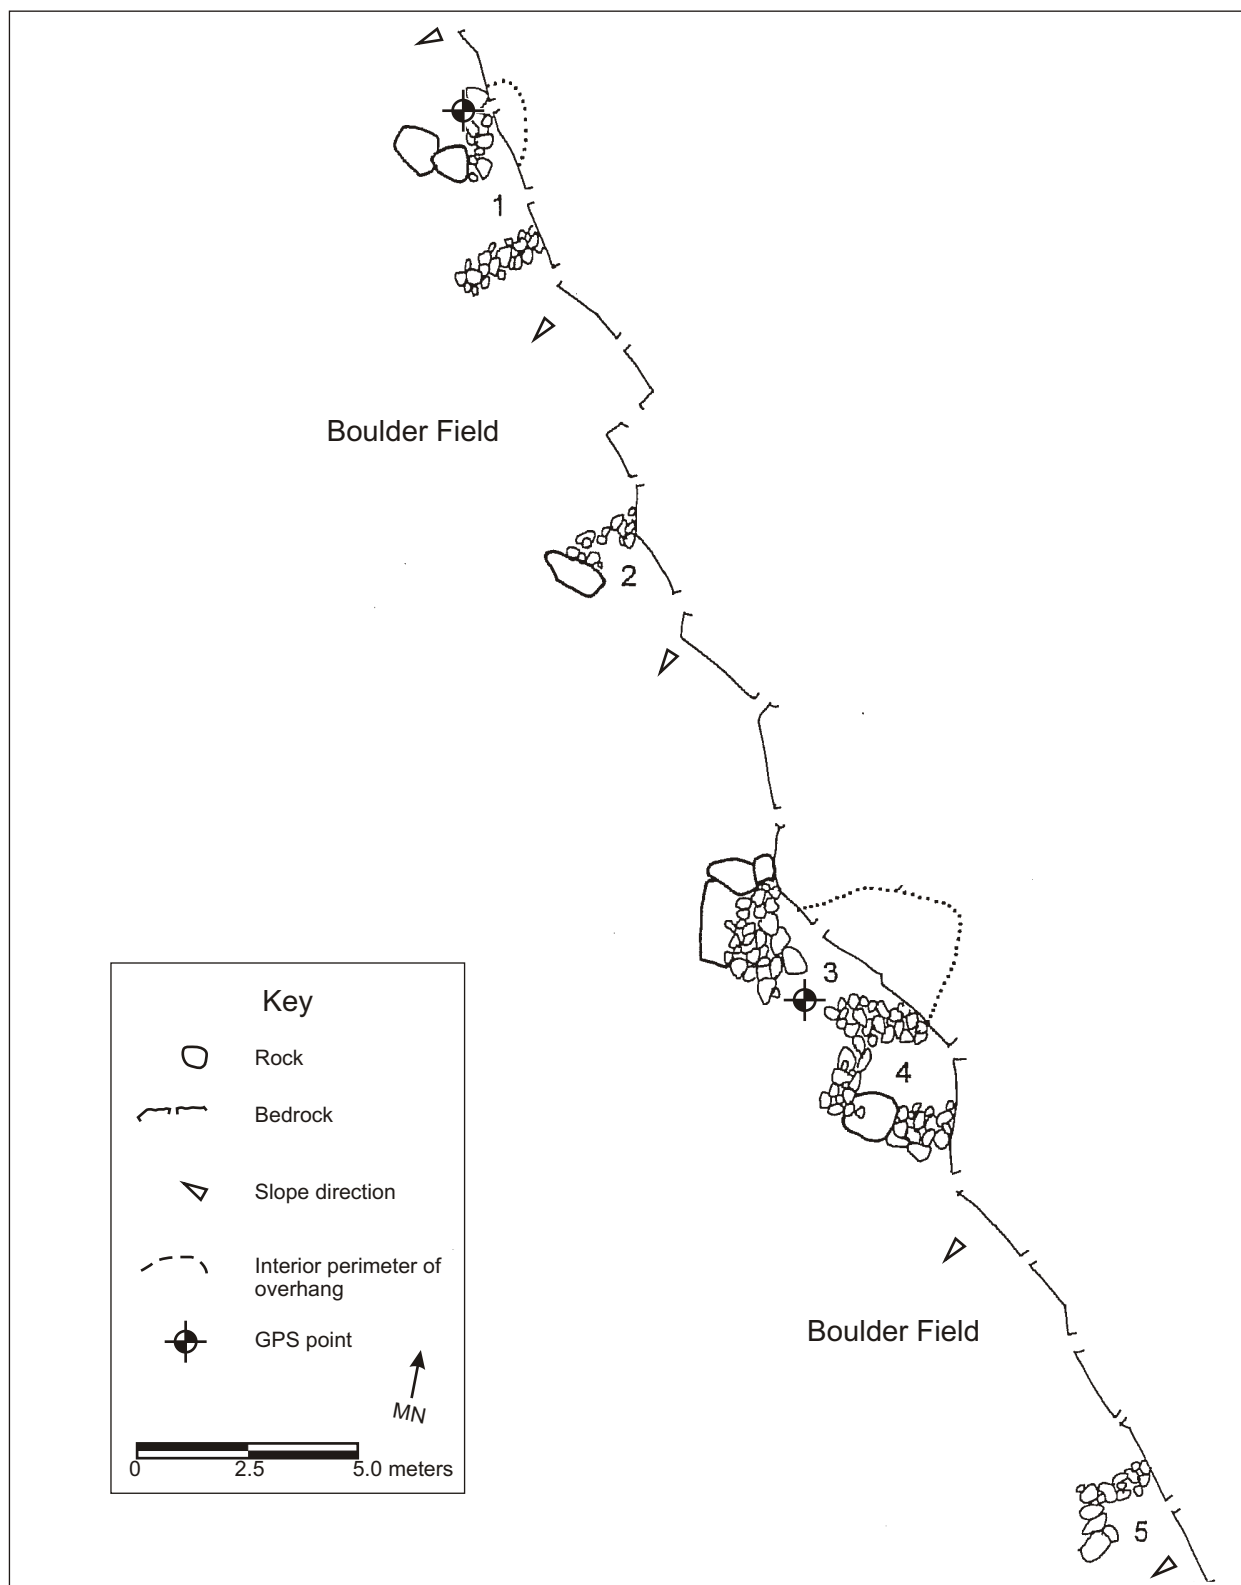 1
Boulder Field
2
3
4
Key
Rock
Bedrock
Slope direction
Interior perimeter of
overhang
GPS point
MN
0 2.5 5.0 meters
Boulder Field
5